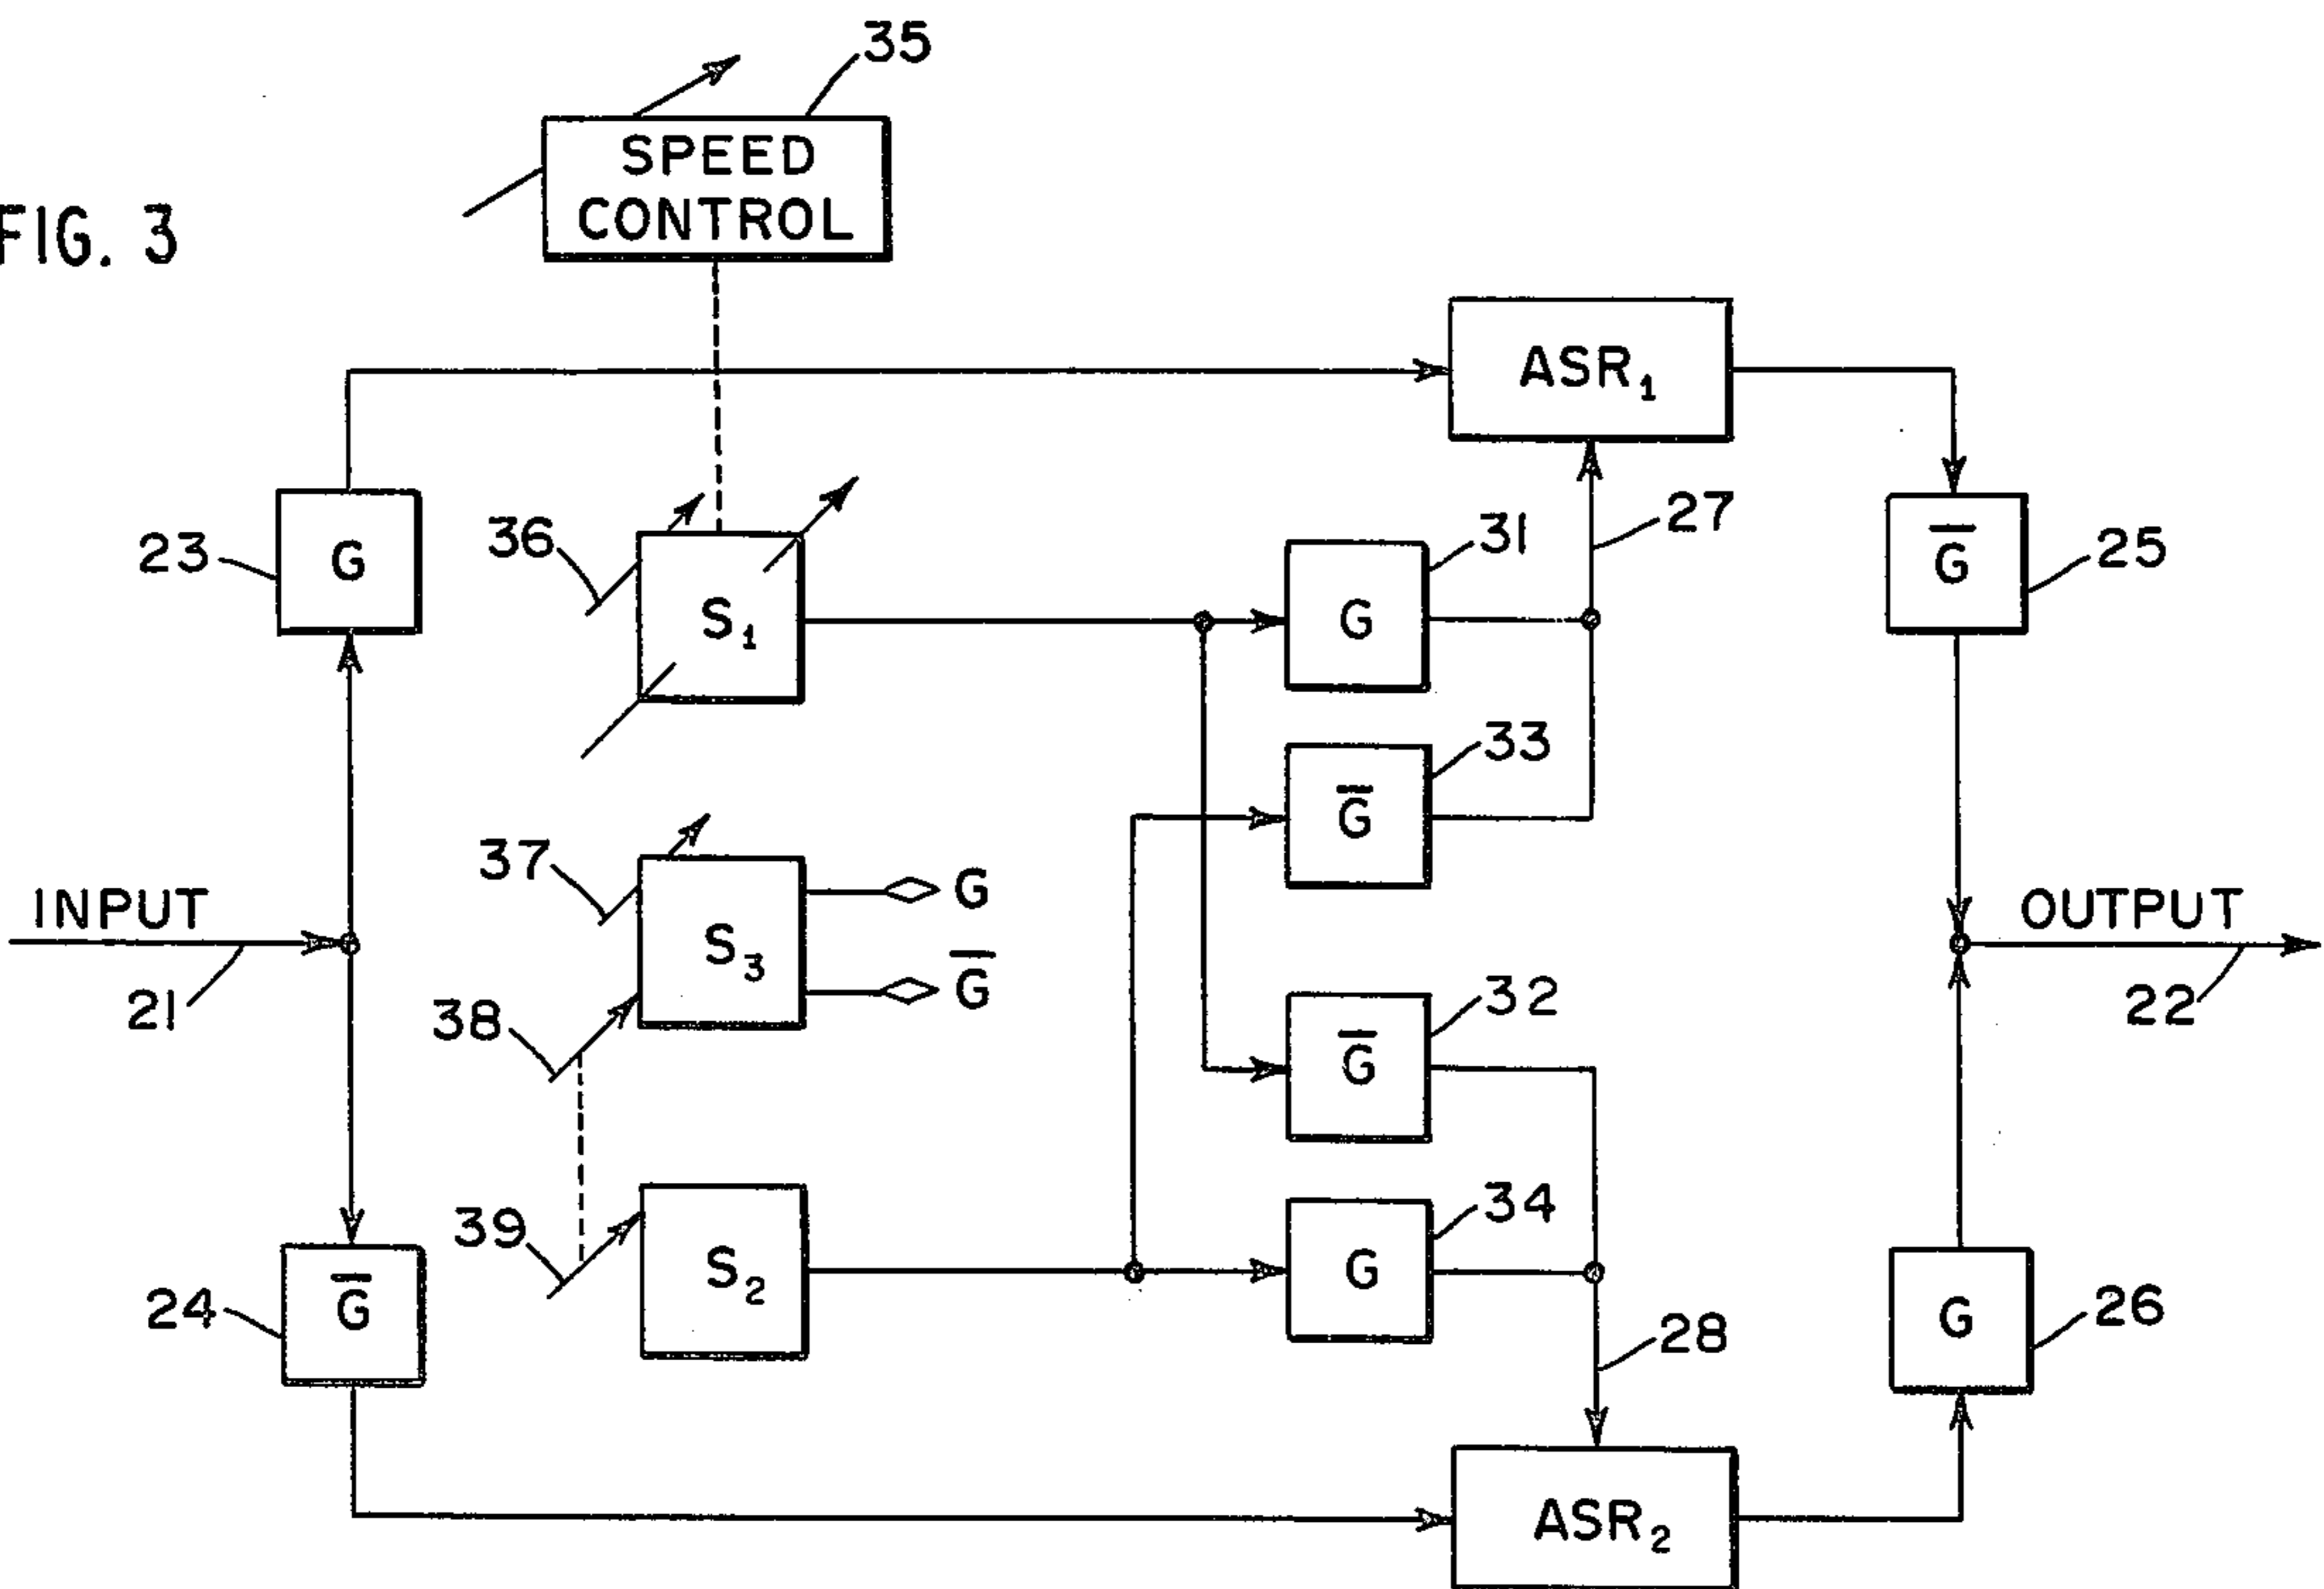 FIG. 3
35
SPEED
CONTROL
ASR₁
27
36
31
23
G
S₁
G
G̅
25
33
G̅
37
G
INPUT
S₃
OUTPUT
21
38
G̅
32
G̅
22
39
34
24
G̅
S₂
G
28
G
26
ASR₂